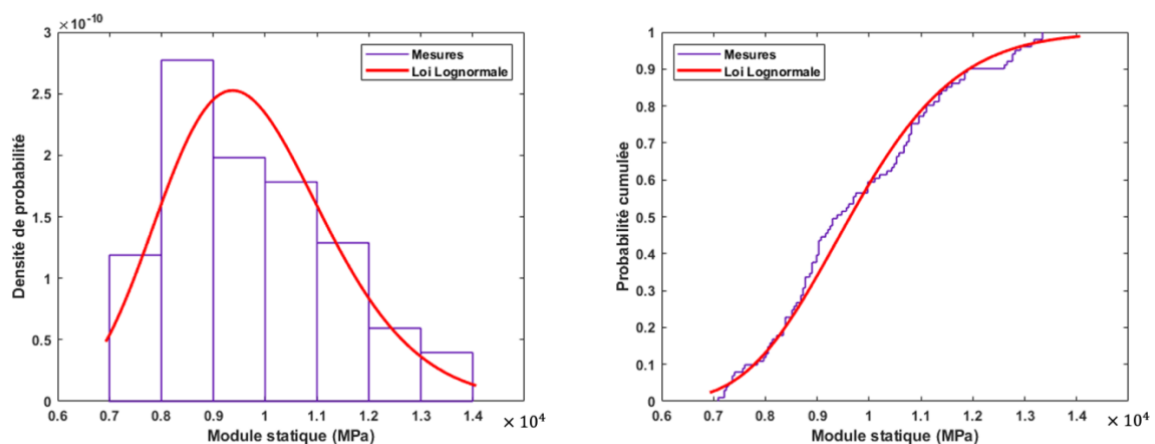 ×10⁻¹⁰
3
2.5
2
1.5
1
0.5
0
Densité de probabilité
Mesures
Loi Lognormale
0.6 0.7 0.8 0.9 1 1.1 1.2 1.3 1.4 1.5
× 10⁴
Module statique (MPa)
1
0.9
0.8
0.7
0.6
0.5
0.4
0.3
0.2
0.1
0
Probabilité cumulée
Mesures
Loi Lognormale
0.6 0.7 0.8 0.9 1 1.1 1.2 1.3 1.4 1.5
× 10⁴
Module statique (MPa)